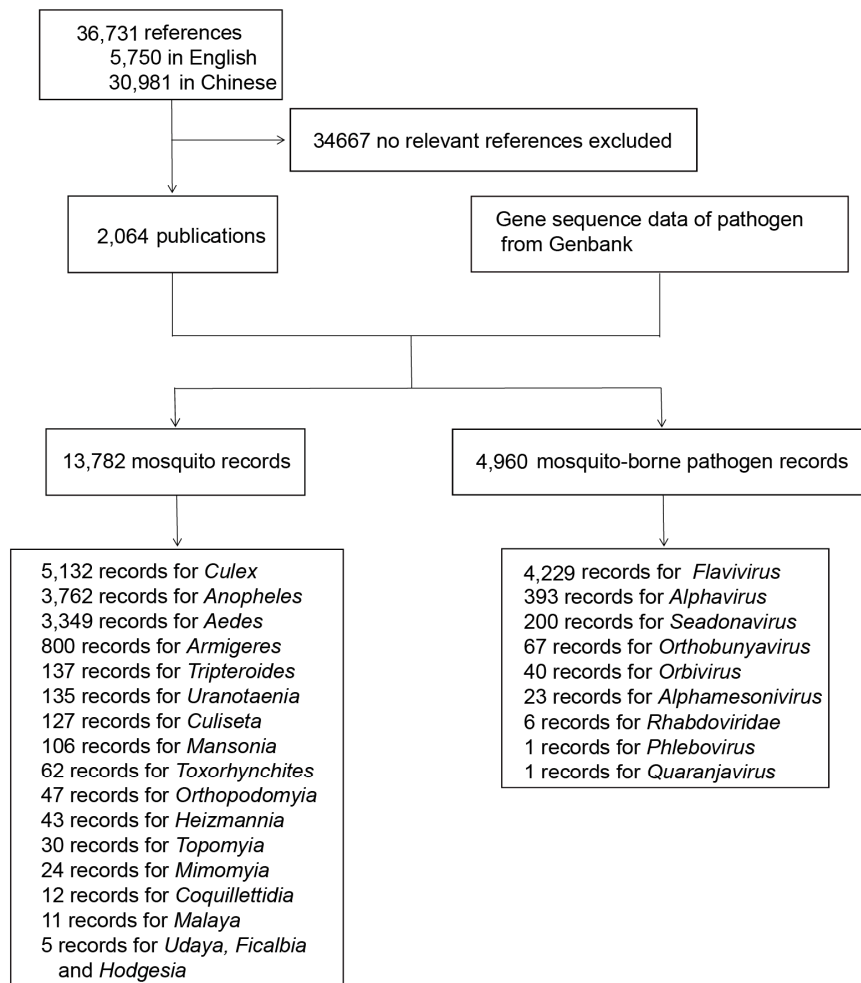 36,731 references
5,750 in English
30,981 in Chinese
34667 no relevant references excluded
2,064 publications
Gene sequence data of pathogen
from Genbank
13,782 mosquito records
4,960 mosquito-borne pathogen records
5,132 records for Culex
3,762 records for Anopheles
3,349 records for Aedes
800 records for Armigeres
137 records for Tripteroides
135 records for Uranotaenia
127 records for Culiseta
106 records for Mansonia
62 records for Toxorhynchites
47 records for Orthopodomyia
43 records for Heizmannia
30 records for Topomyia
24 records for Mimomyia
12 records for Coquillettidia
11 records for Malaya
5 records for Udaya, Ficalbia
and Hodgesia
4,229 records for Flavivirus
393 records for Alphavirus
200 records for Seadonavirus
67 records for Orthobunyavirus
40 records for Orbivirus
23 records for Alphamesonivirus
6 records for Rhabdoviridae
1 records for Phlebovirus
1 records for Quaranjavirus